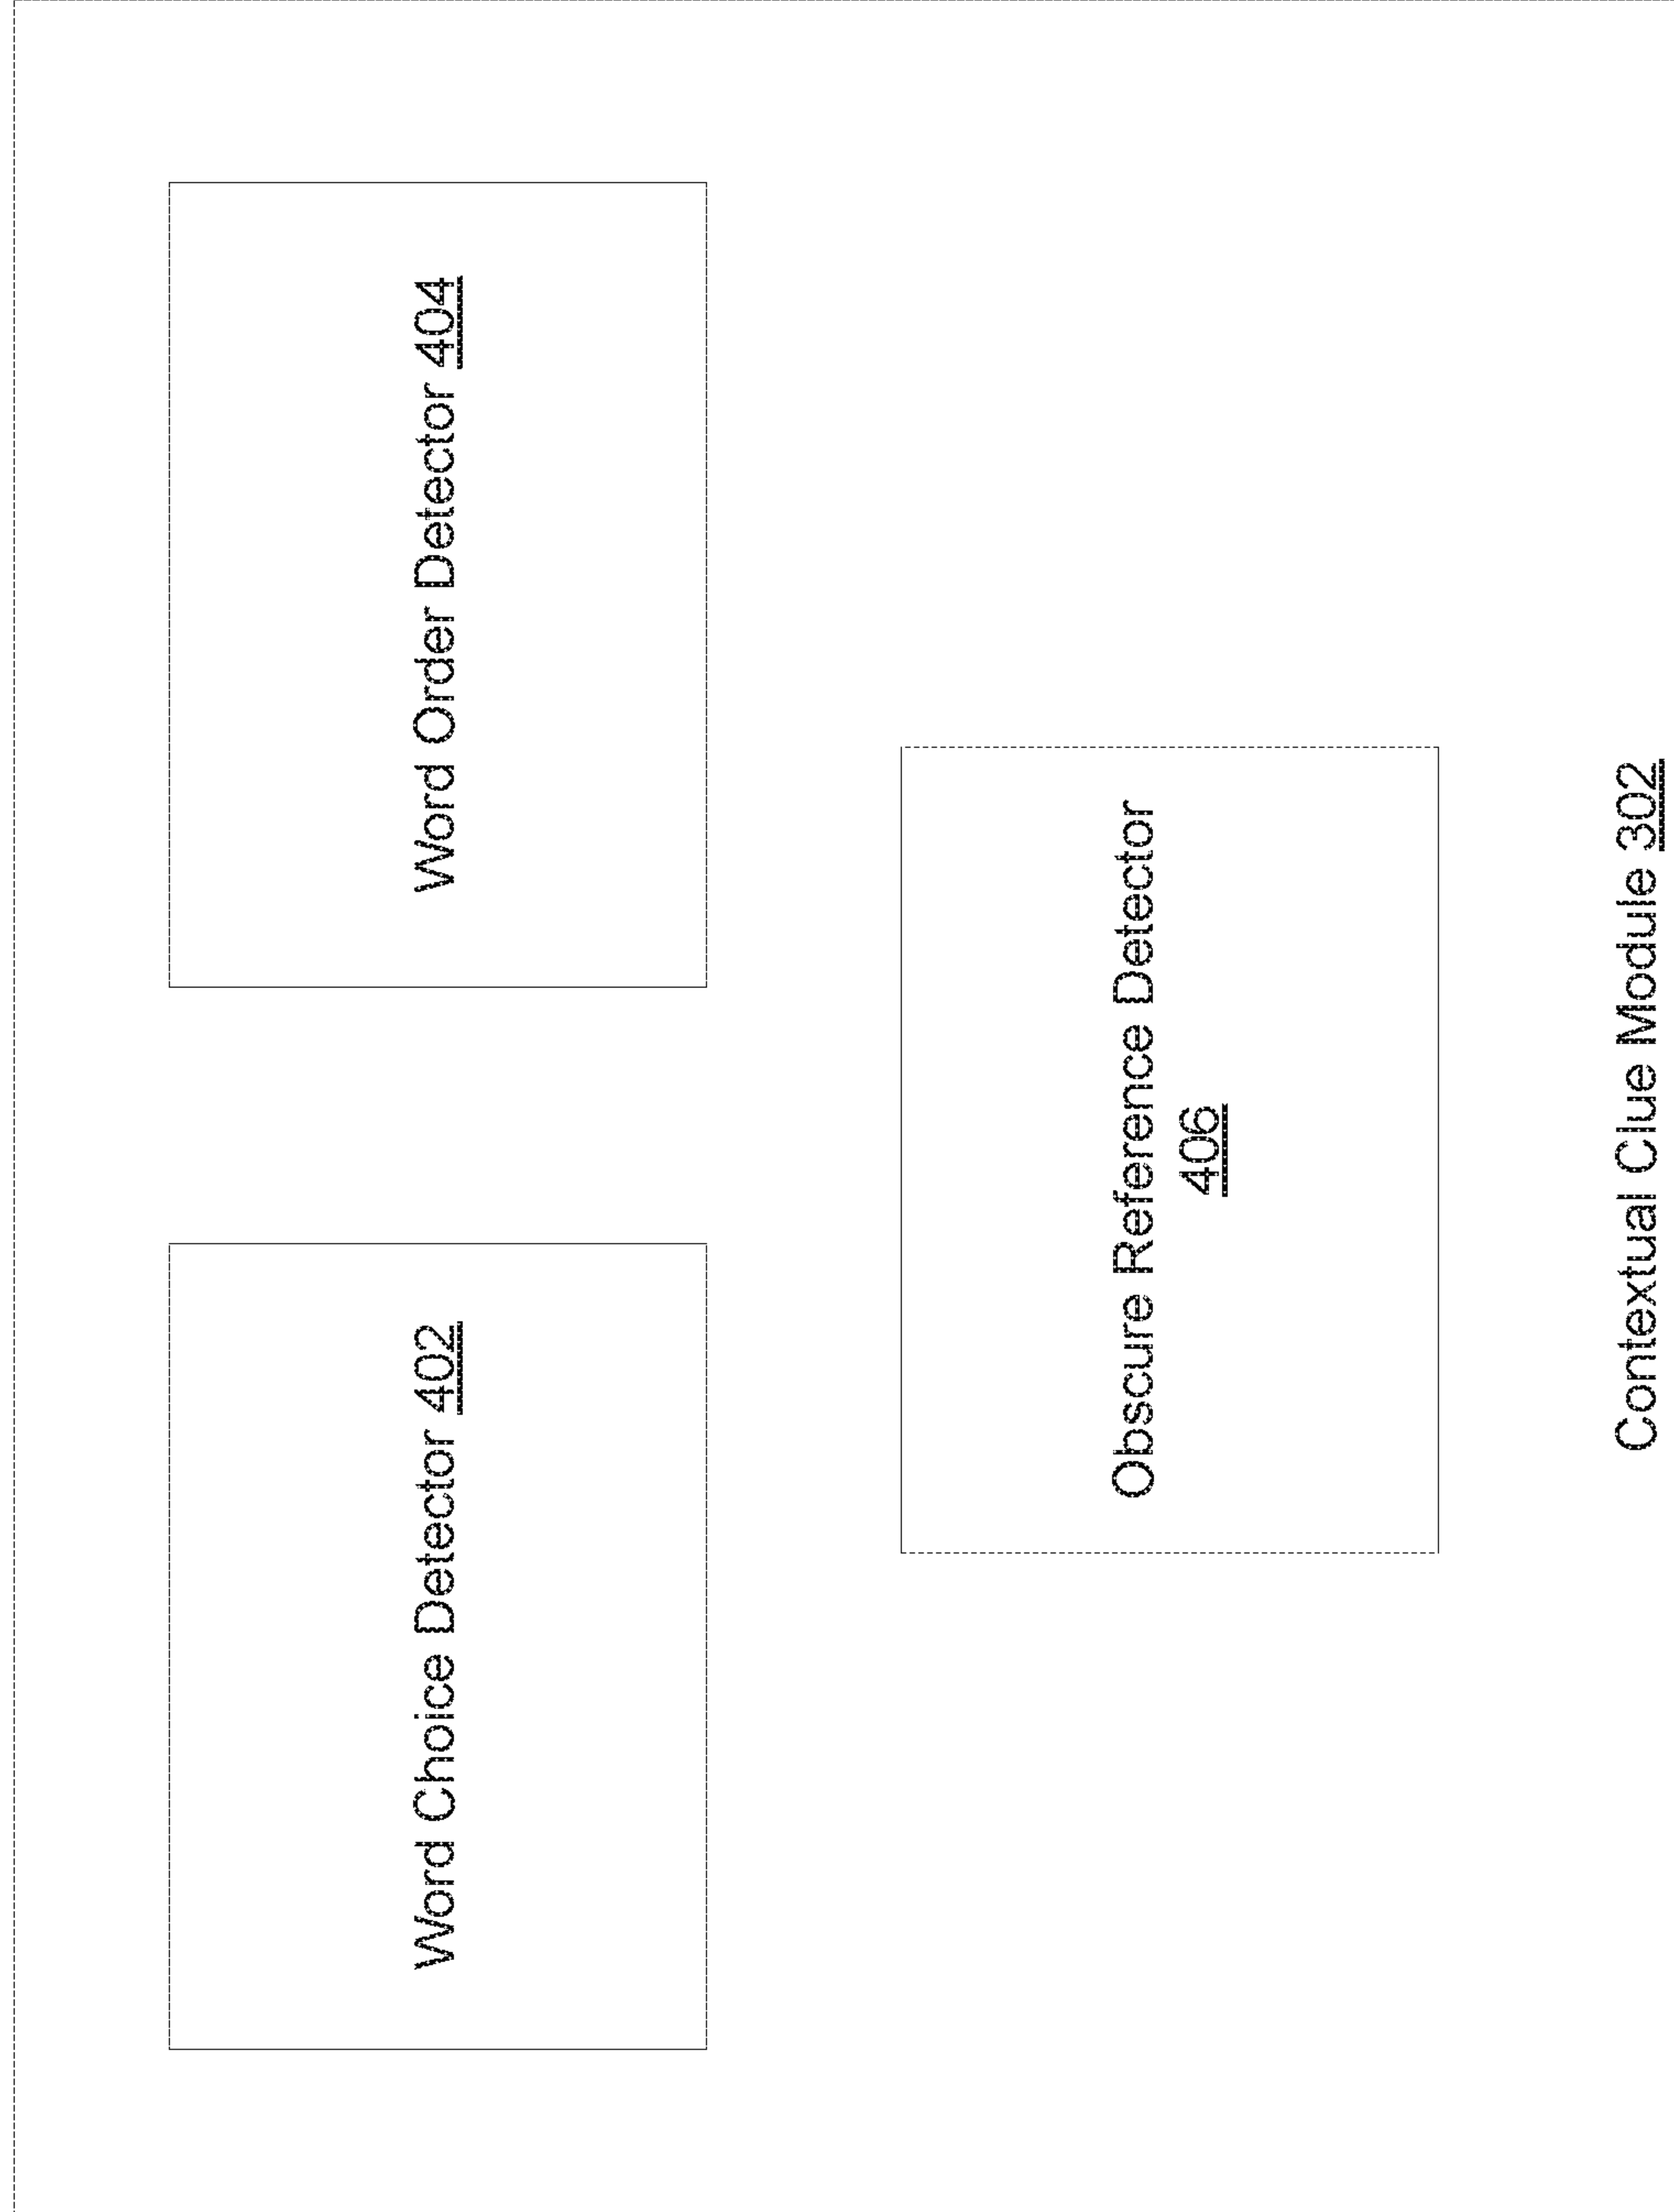 Word Choice Detector 402
Word Order Detector 404
Obscure Reference Detector
406
Contextual Clue Module 302